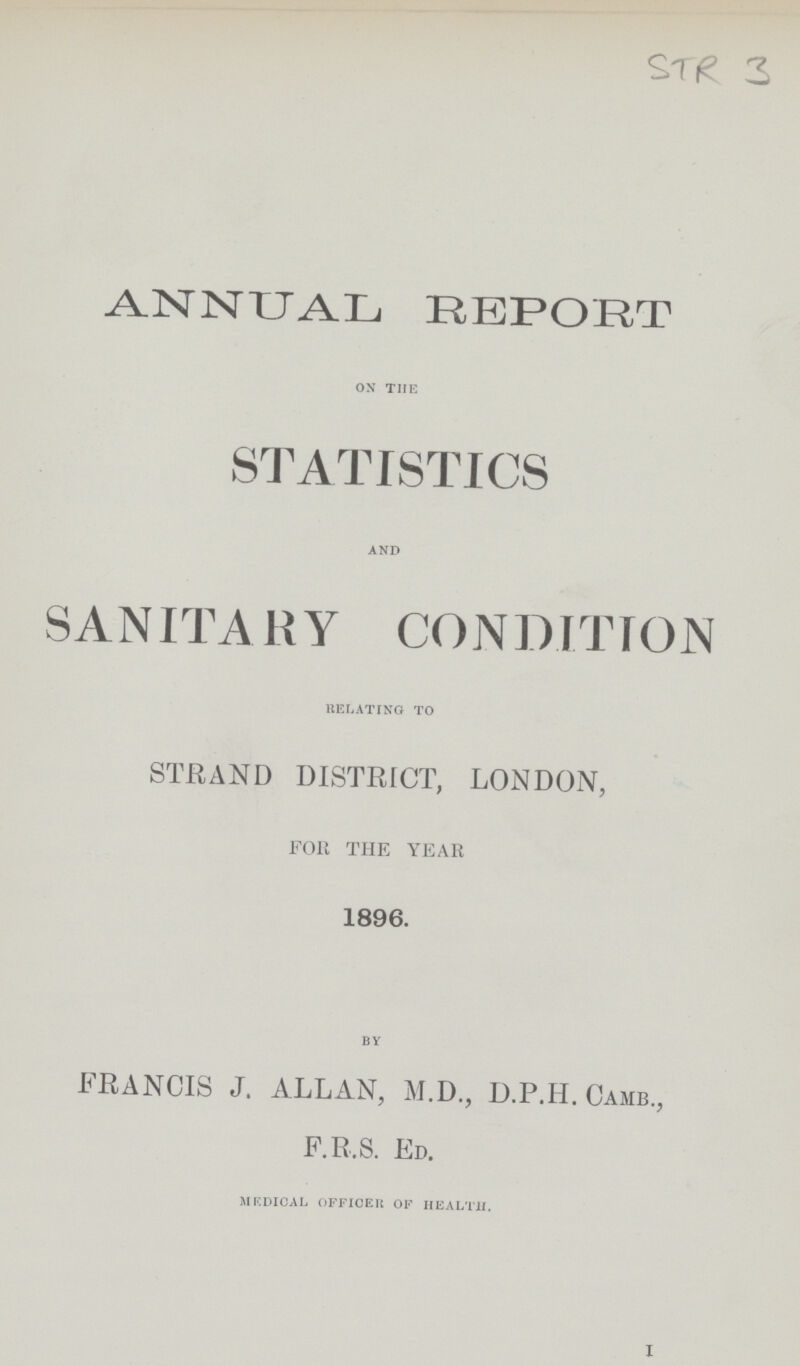 STR 3
ANNUAL REPORT
ON THE
STATISTICS
AND
SANITARY CONDITION
RELATING TO
STRAND DISTRICT, LONDON,
FOR THE YEAR
1896.
BY
FRANCIS J. ALLAN, M.D., D.P.H. CAMB.,
F.R.S. ED.
MEDICAL OFFICER OF HEALTH.
I